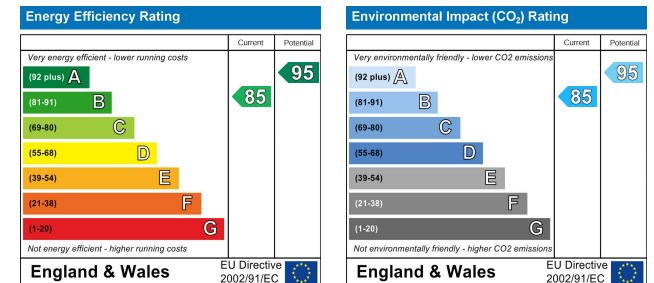 Energy Efficiency Rating
Current Potential
Very energy efficient - lower running costs
(92 plus) A
95
(81-91) B
85
(69-80) C
(55-68) D
(39-54) E
(21-38) F
(1-20) G
Not energy efficient - higher running costs
England & Wales
EU Directive
2002/91/EC
Environmental Impact (CO₂) Rating
Current Potential
Very environmentally friendly - lower CO2 emissions
(92 plus) A
95
(81-91) B
85
(69-80) C
(55-68) D
(39-54) E
(21-38) F
(1-20) G
Not environmentally friendly - higher CO2 emissions
England & Wales
EU Directive
2002/91/EC